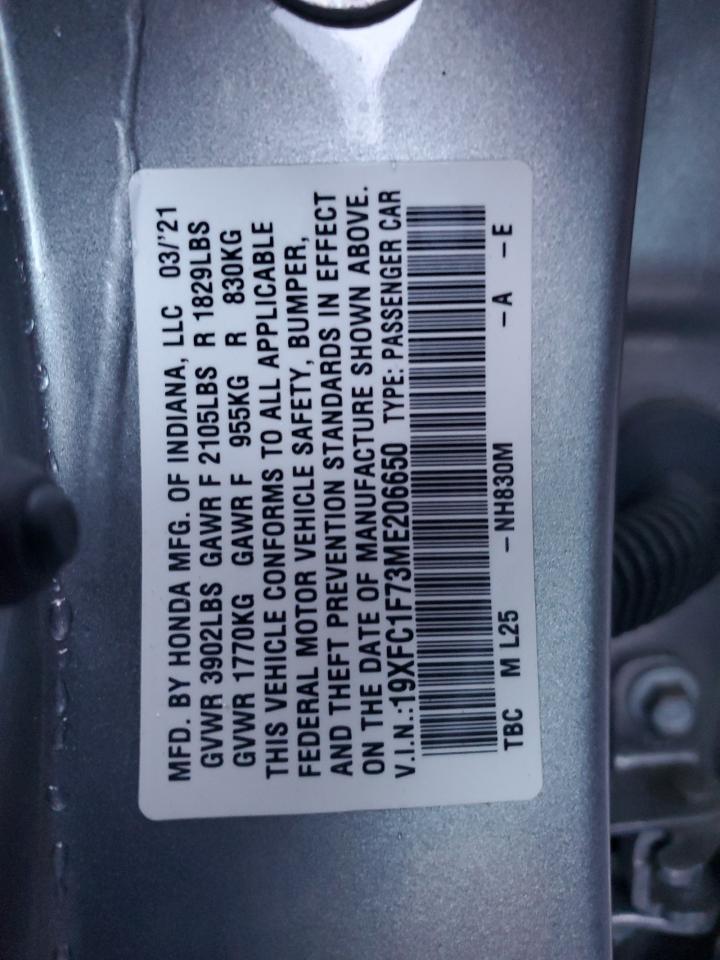 MFD. BY HONDA MFG. OF INDIANA, LLC 03/'21
GVWR 3902LBS GAWR F 2105LBS R 1829LBS
GVWR 1770KG GAWR F 955KG R 830KG
THIS VEHICLE CONFORMS TO ALL APPLICABLE
FEDERAL MOTOR VEHICLE SAFETY, BUMPER,
AND THEFT PREVENTION STANDARDS IN EFFECT
ON THE DATE OF MANUFACTURE SHOWN ABOVE.
V.I.N.:19XFC1F73ME206650 TYPE: PASSENGER CAR
TBC M L25 -NH830M -A -E